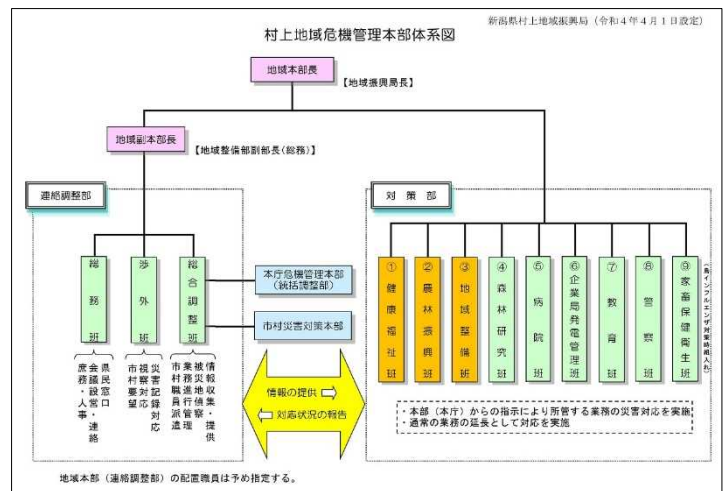 新潟県村上地域振興局（令和４年４月１日設定）
村上地域危機管理本部体系図
地域本部長
【地域振興局長】
地域副本部長
【地域整備部副部長（総務）】
連絡調整部
対策部
総務班
渉外班
総合調整班
本庁危機管理本部
（統括調整部）
市村災害対策本部
県民窓口
会議設営・連絡
庶務・人事
災害記録対応
視察対応
市村要望
情報収集・提供
被災地偵察
業務進行管理
市村職員派遣
情報の提供
対応状況の報告
①健康福祉班
②農林振興班
③地域整備班
④森林研究班
⑤病院班
⑥企業局発電管理班
⑦教育班
⑧警察班
⑨家畜保健衛生班
（鳥インフルエンザ対策時組入れ）
・本部（本庁）からの指示により所管する業務の災害対応を実施
・通常の業務の延長として対応を実施
地域本部（連絡調整部）の配置職員は予め指定する。